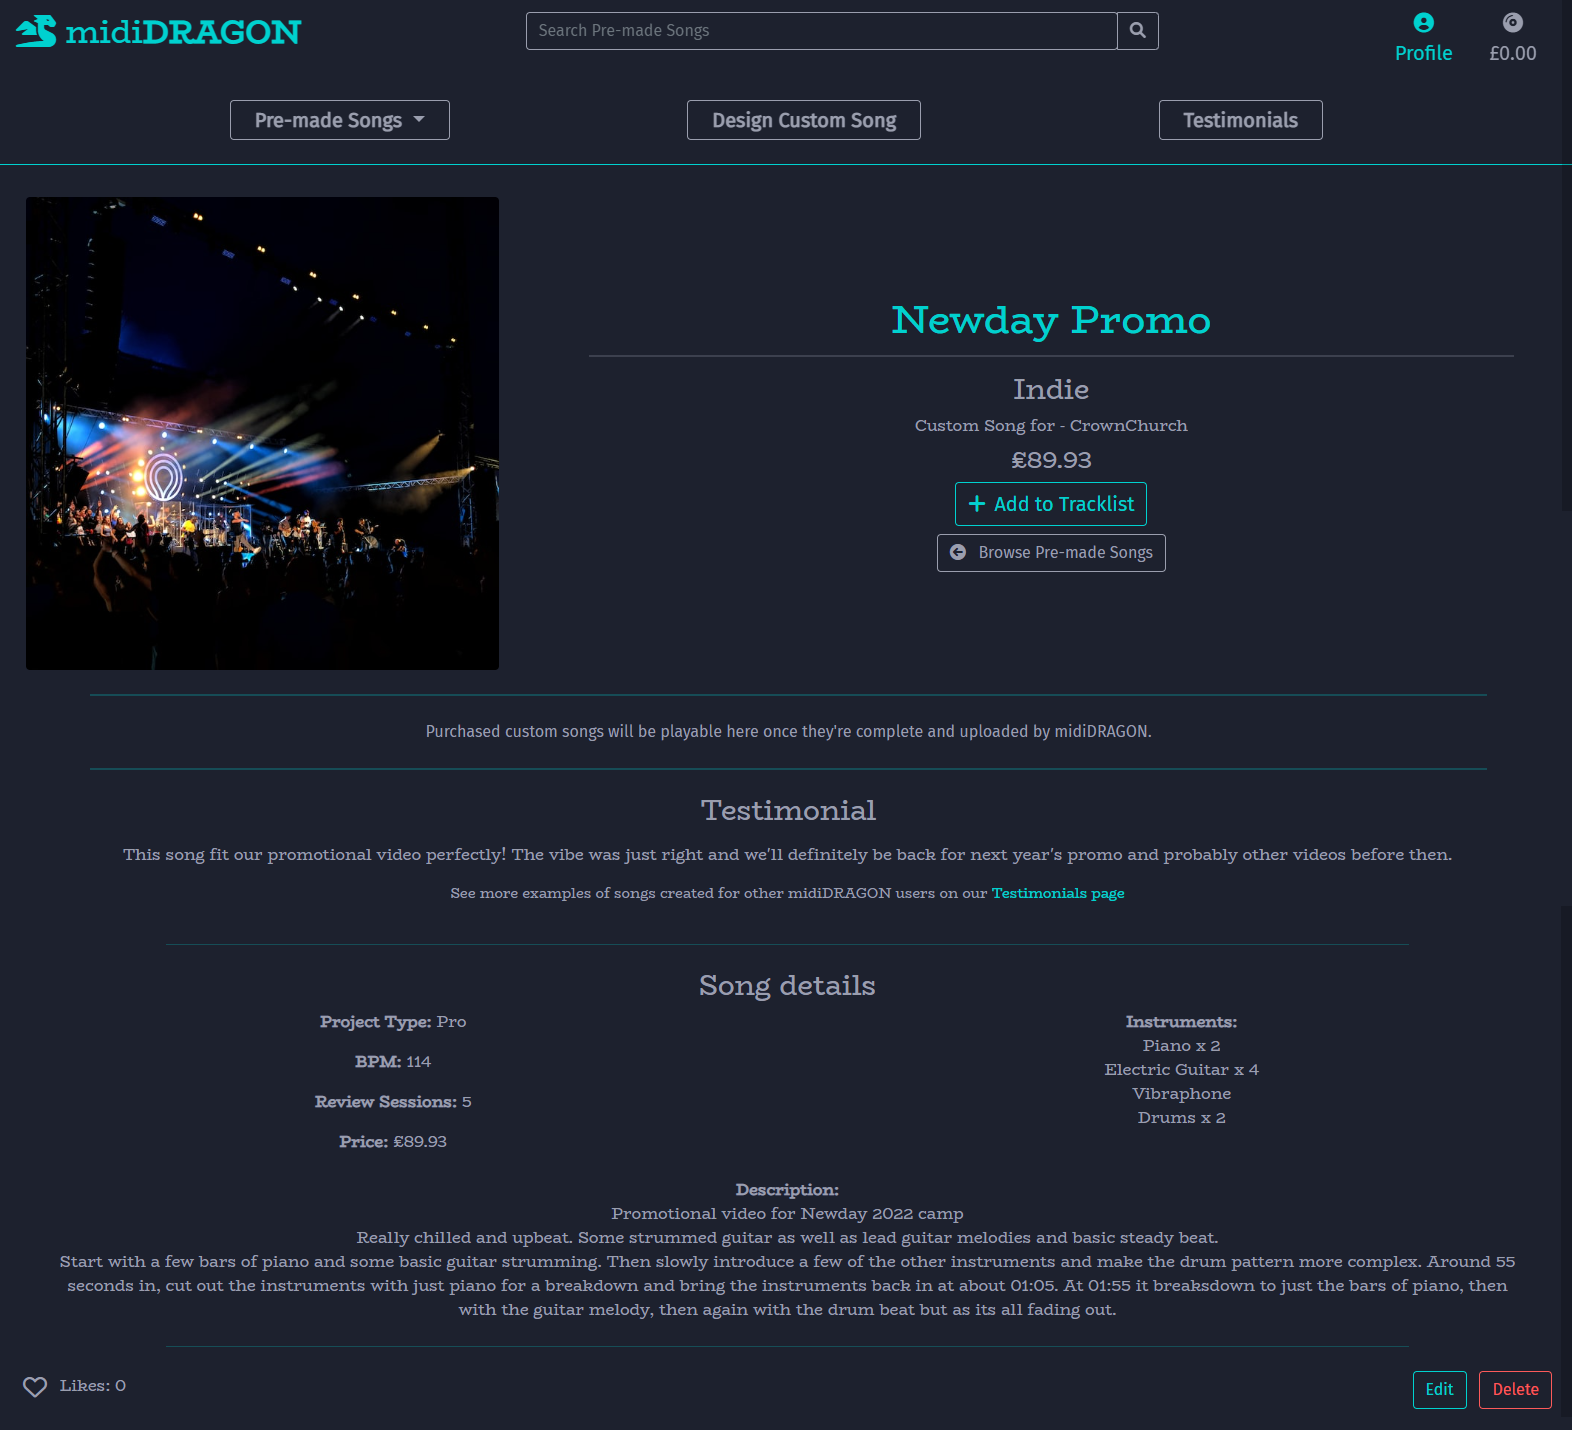 midiDRAGON
Search Pre-made Songs
Profile
£0.00
Pre-made Songs
Design Custom Song
Testimonials
Newday Promo
Indie
Custom Song for - CrownChurch
£89.93
Add to Tracklist
Browse Pre-made Songs
Purchased custom songs will be playable here once they're complete and uploaded by midiDRAGON.
Testimonial
This song fit our promotional video perfectly! The vibe was just right and we'll definitely be back for next year's promo and probably other videos before then.
See more examples of songs created for other midiDRAGON users on our Testimonials page
Song details
Project Type: Pro
BPM: 114
Review Sessions: 5
Price: £89.93
Instruments:
Piano x 2
Electric Guitar x 4
Vibraphone
Drums x 2
Description:
Promotional video for Newday 2022 camp
Really chilled and upbeat. Some strummed guitar as well as lead guitar melodies and basic steady beat.
Start with a few bars of piano and some basic guitar strumming. Then slowly introduce a few of the other instruments and make the drum pattern more complex. Around 55
seconds in, cut out the instruments with just piano for a breakdown and bring the instruments back in at about 01:05. At 01:55 it breaksdown to just the bars of piano, then
with the guitar melody, then again with the drum beat but as its all fading out.
Likes: 0
Edit
Delete